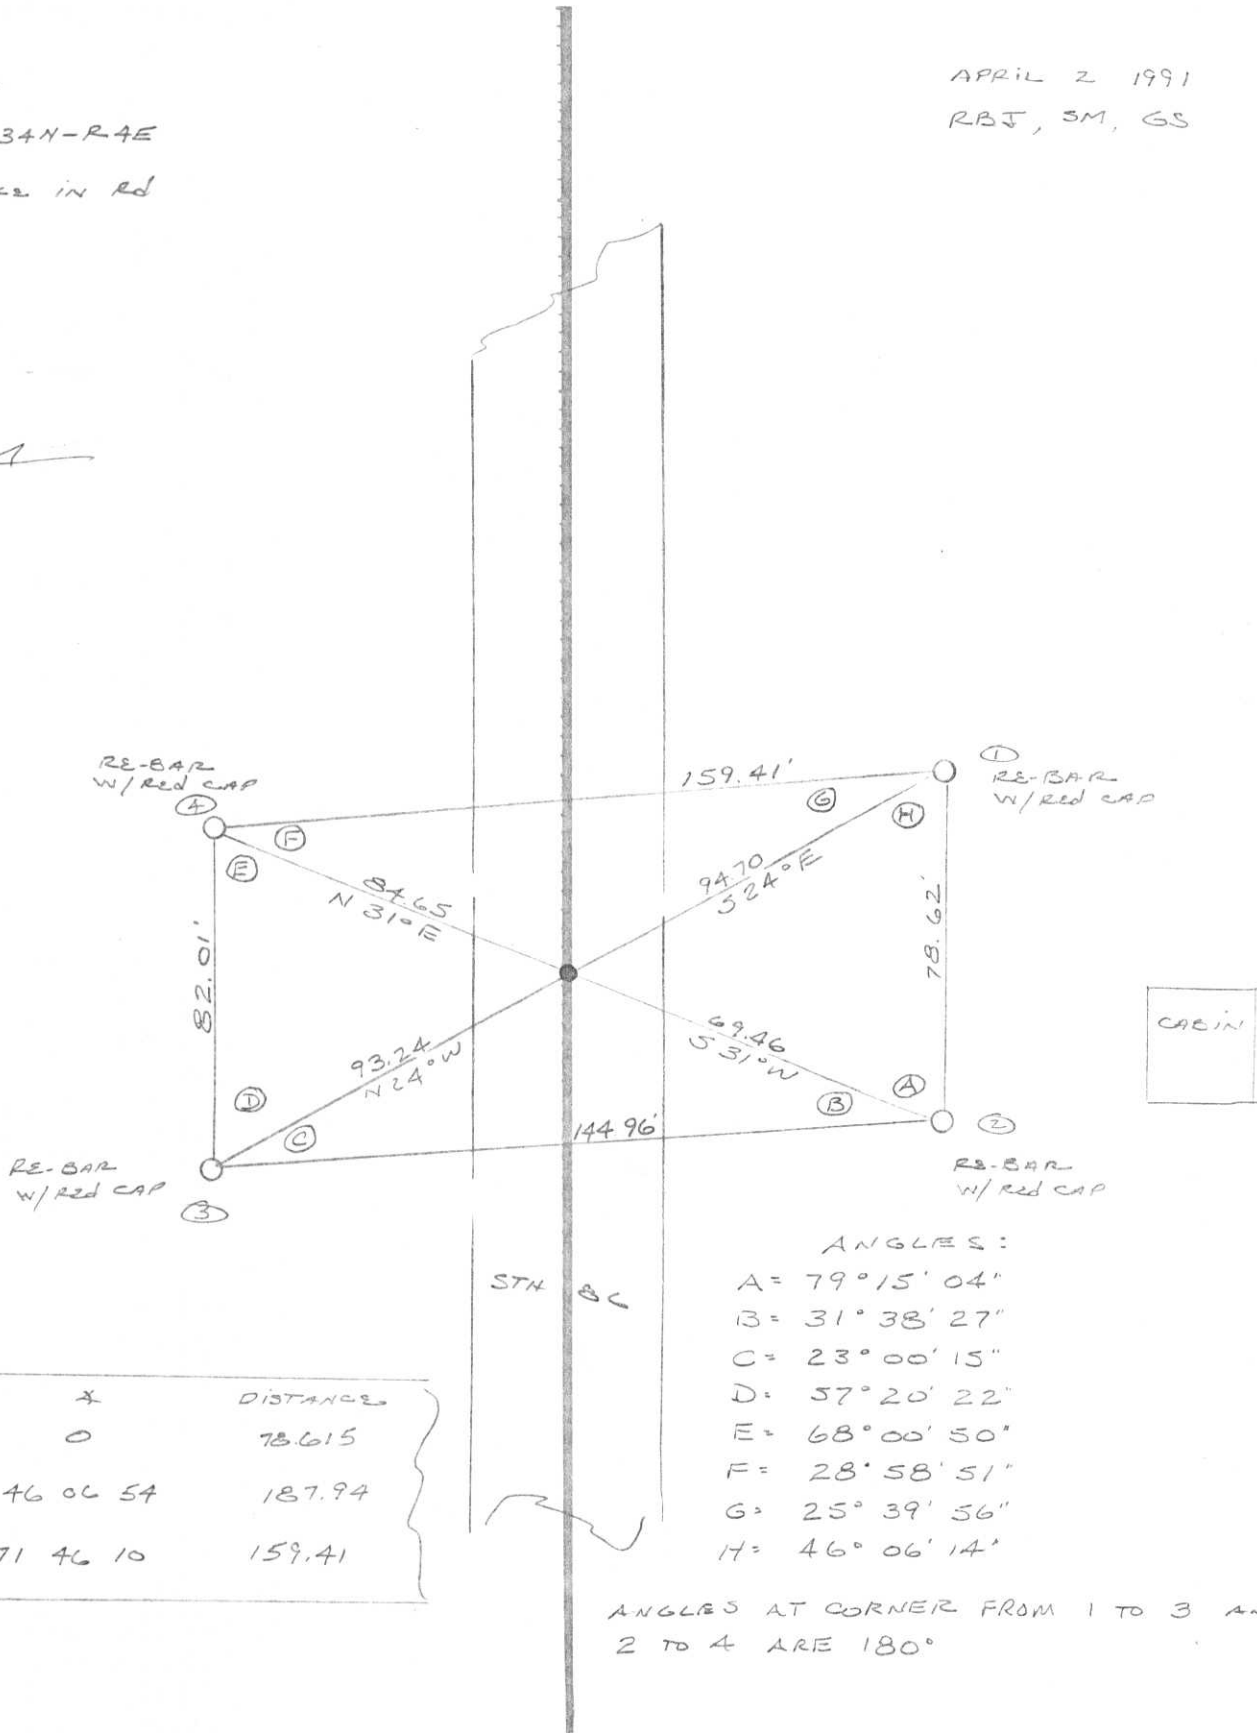 APRIL 2 1991
RBJ, SM, GS
34N-R4E
IN Rd
RE-BAR
W/Red CAP
4
159.41'
1
RE-BAR
W/Red CAP
F
G
H
E
84.65
N 31° E
94.70
S 24° E
82.01'
78.62'
93.24
N 24° W
69.46
S 31° W
CABIN
D
C
B
A
144.96'
RE-BAR
W/Red CAP
3
2
RE-BAR
W/Red CAP
STH 86
ANGLES:
A= 79° 15' 04"
B= 31° 38' 27"
C= 23° 00' 15"
D= 57° 20' 22"
E= 68° 00' 50"
F= 28° 58' 51"
G= 25° 39' 56"
H= 46° 06' 14"
DISTANCE
0 78.615
46 06 54 187.94
71 46 10 159.41
ANGLES AT CORNER FROM 1 TO 3
2 TO 4 ARE 180°